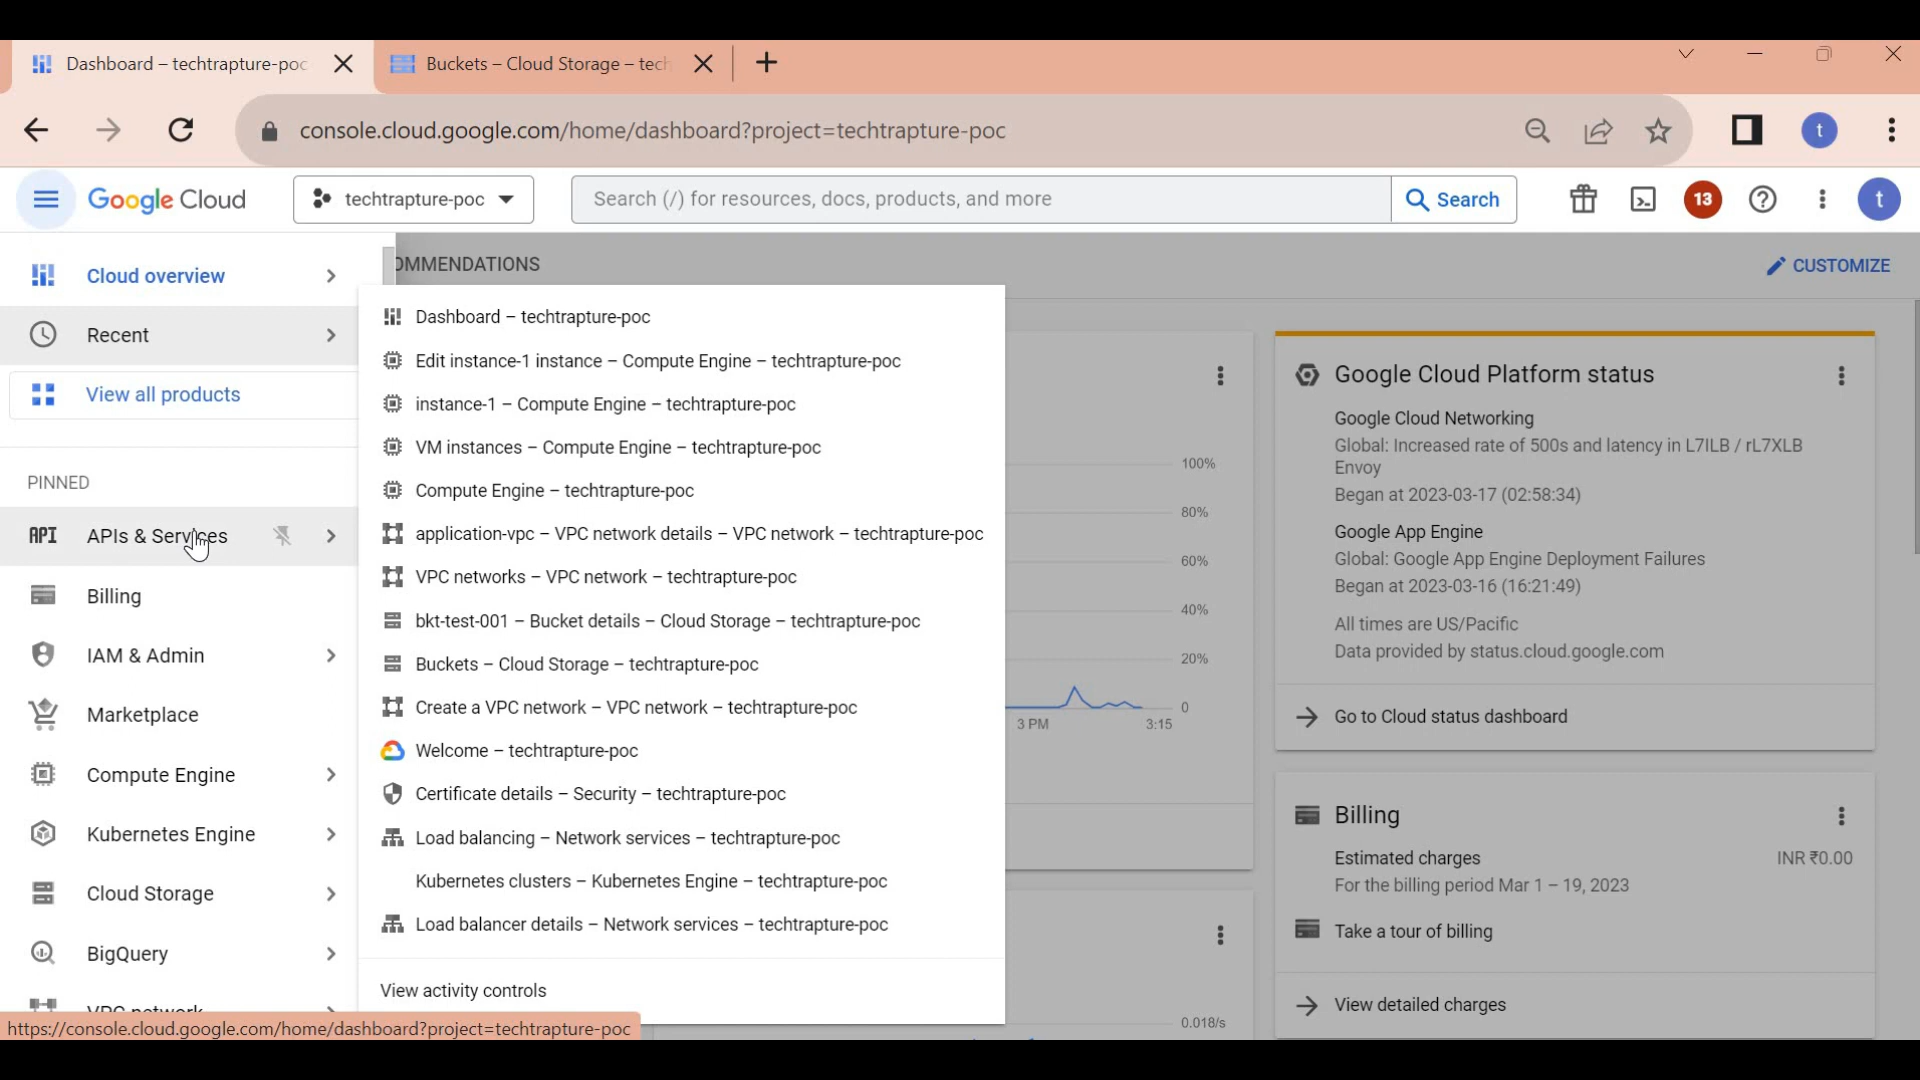 Dashboard – techtrapture-poc
Buckets – Cloud Storage – tech
console.cloud.google.com/home/dashboard?project=techtrapture-poc
t
Google Cloud
techtrapture-poc
Search (/) for resources, docs, products, and more
Search
13
t
Cloud overview
Recent
View all products
PINNED
API APIs & Services
Billing
IAM & Admin
Marketplace
Compute Engine
Kubernetes Engine
Cloud Storage
BigQuery
VPC network
https://console.cloud.google.com/home/dashboard?project=techtrapture-poc
Dashboard – techtrapture-poc
Edit instance-1 instance – Compute Engine – techtrapture-poc
instance-1 – Compute Engine – techtrapture-poc
VM instances – Compute Engine – techtrapture-poc
Compute Engine – techtrapture-poc
application-vpc – VPC network details – VPC network – techtrapture-poc
VPC networks – VPC network – techtrapture-poc
bkt-test-001 – Bucket details – Cloud Storage – techtrapture-poc
Buckets – Cloud Storage – techtrapture-poc
Create a VPC network – VPC network – techtrapture-poc
Welcome – techtrapture-poc
Certificate details – Security – techtrapture-poc
Load balancing – Network services – techtrapture-poc
Kubernetes clusters – Kubernetes Engine – techtrapture-poc
Load balancer details – Network services – techtrapture-poc
View activity controls
OMMENDATIONS
CUSTOMIZE
100%
80%
60%
40%
20%
0
3 PM
3:15
0.018/s
Google Cloud Platform status
Google Cloud Networking
Global: Increased rate of 500s and latency in L7ILB / rL7XLB
Envoy
Began at 2023-03-17 (02:58:34)
Google App Engine
Global: Google App Engine Deployment Failures
Began at 2023-03-16 (16:21:49)
All times are US/Pacific
Data provided by status.cloud.google.com
Go to Cloud status dashboard
Billing
Estimated charges
INR ₹0.00
For the billing period Mar 1 – 19, 2023
Take a tour of billing
View detailed charges